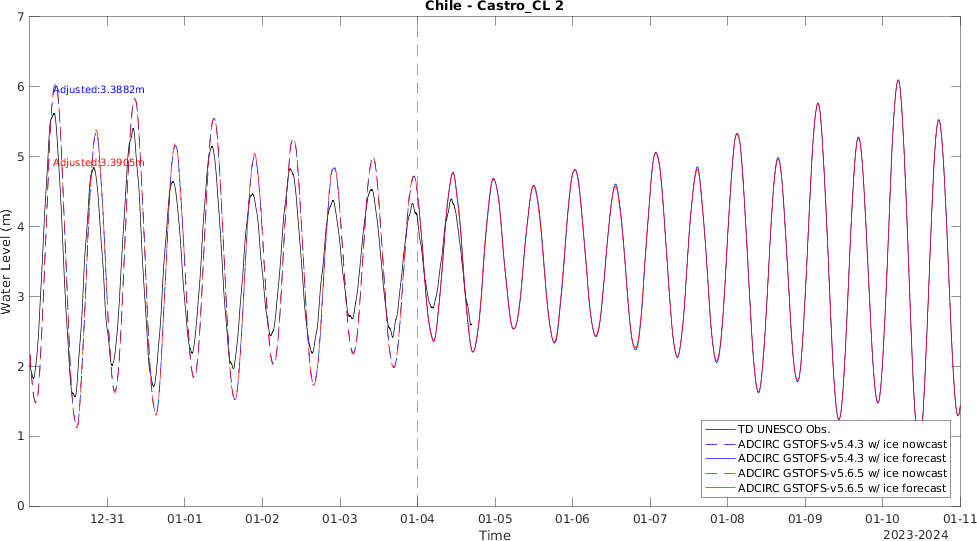 Chile - Castro_CL 2
7
6
5
4
3
2
1
0
Water Level (m)
Adjusted:3.3882m
Adjusted:3.3905m
TD UNESCO Obs.
ADCIRC GSTOFS-v5.4.3 w/ ice nowcast
ADCIRC GSTOFS-v5.4.3 w/ ice forecast
ADCIRC GSTOFS-v5.6.5 w/ ice nowcast
ADCIRC GSTOFS-v5.6.5 w/ ice forecast
12-31 01-01 01-02 01-03 01-04 01-05 01-06 01-07 01-08 01-09 01-10 01-11
Time
2023-2024